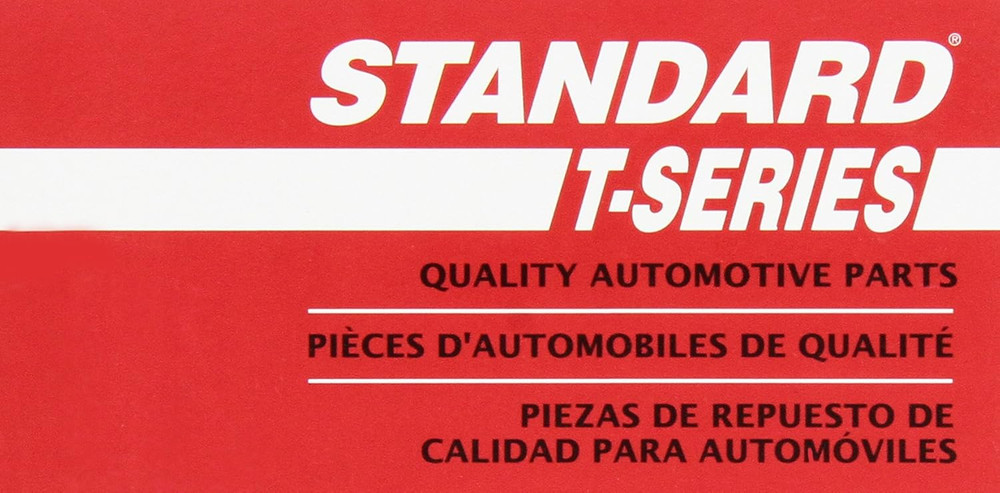 STANDARD®
T-SERIES
QUALITY AUTOMOTIVE PARTS
PIÈCES D'AUTOMOBILES DE QUALITÉ
PIEZAS DE REPUESTO DE
CALIDAD PARA AUTOMÓVILES